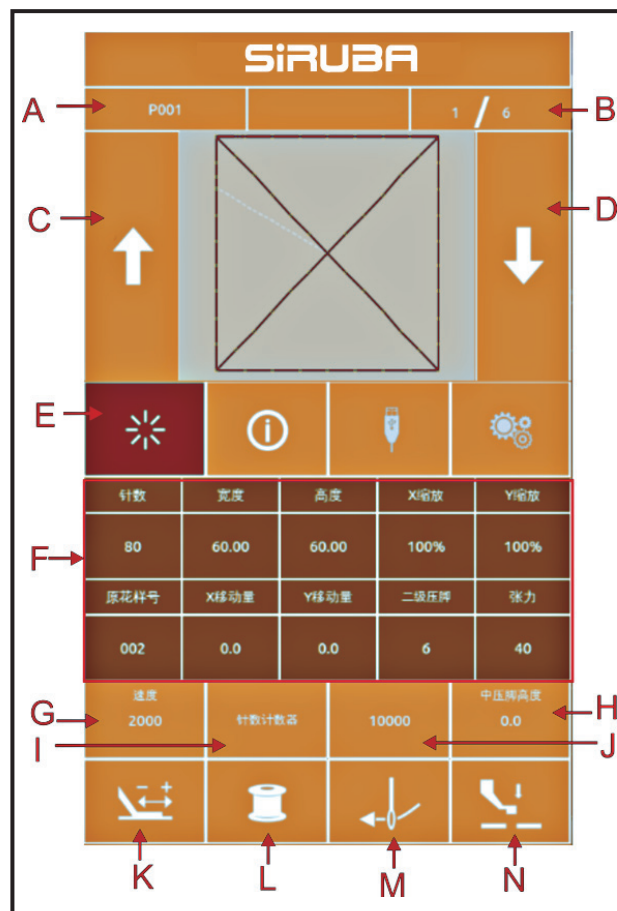 SiRUBA
A P001 1 / 6 B
C D
E
针数 宽度 高度 X缩放 Y缩放
F 80 60.00 60.00 100% 100%
原花样号 X移动量 Y移动量 二级压脚 张力
002 0.0 0.0 6 40
速度 中压脚高度
G 2000 针数计数器 10000 0.0 H
I J
K L M N